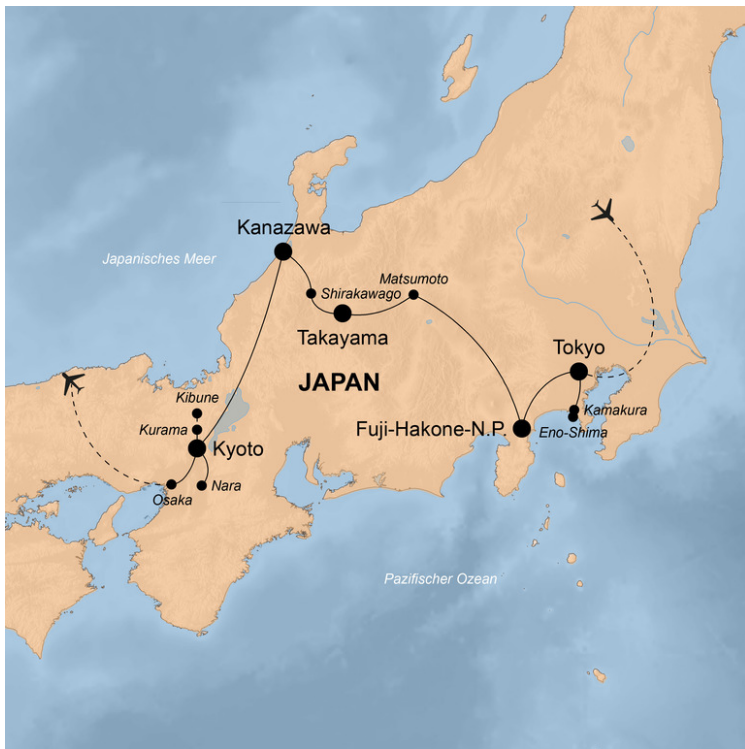 Kanazawa
Japanisches Meer
Matsumoto
Shirakawago
Takayama
Tokyo
JAPAN
Kibune
Kamakura
Kurama
Fuji-Hakone-N.P.
Eno-Shima
Kyoto
Osaka
Nara
Pazifischer Ozean